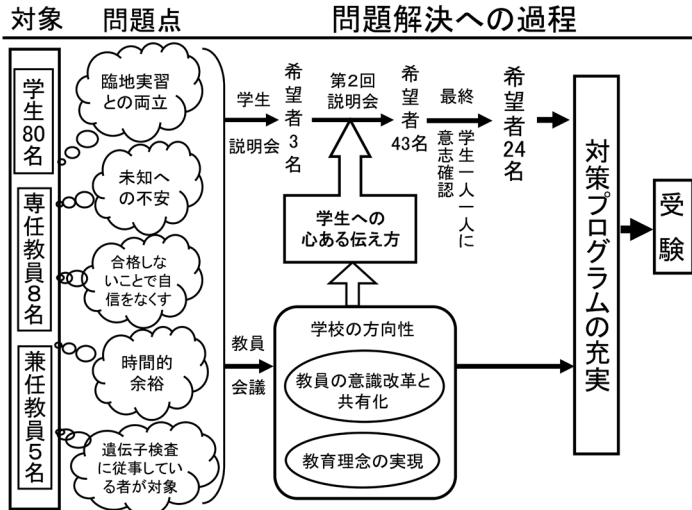 対象
問題点
問題解決への過程
学生80名
専任教員8名
兼任教員5名
臨地実習
との両立
未知へ
の不安
合格しな
いことで自
信をなくす
時間的
余裕
遺伝子検査
に従事してい
る者が対象
学生
説明会
希望者3名
第2回
説明会
希望者
43名
最終
学生一人一人に
意志確認
希望者
24名
学生への
心ある伝え方
教員
会議
学校の方向性
教員の意識改革と
共有化
教育理念の実現
対策プログラムの充実
受験